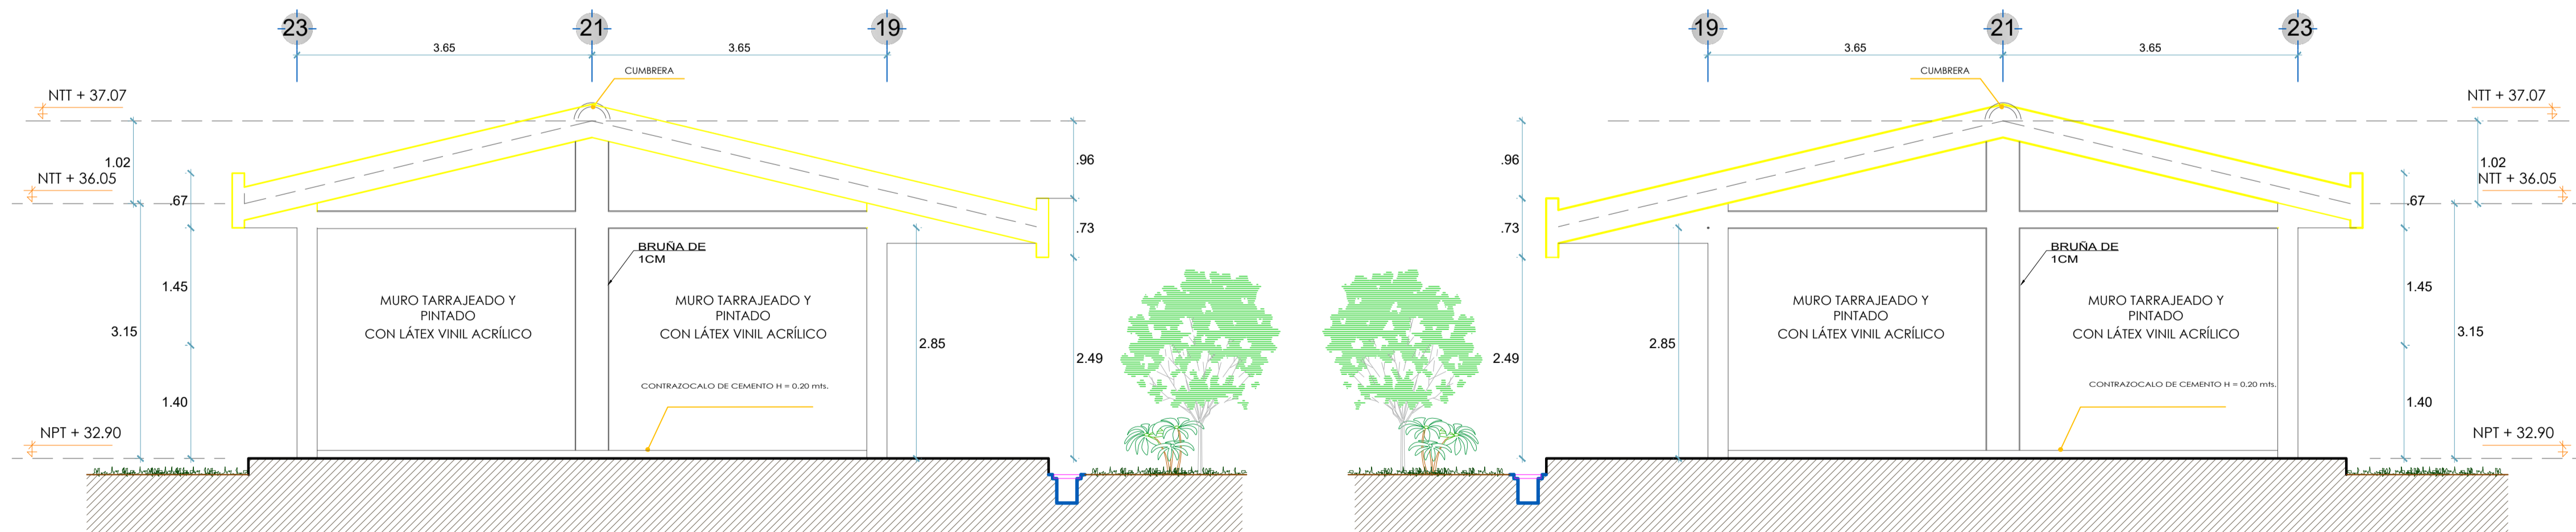 23
21
19
3.65
3.65
CUMBRERA
NTT + 37.07
1.02
NTT + 36.05
.67
.96
.73
BRUÑA DE
1CM
1.45
MURO TARRAJEADO Y
PINTADO
CON LÁTEX VINIL ACRÍLICO
MURO TARRAJEADO Y
PINTADO
CON LÁTEX VINIL ACRÍLICO
3.15
2.85
2.49
1.40
CONTRAZOCALO DE CEMENTO H = 0.20 mts.
NPT + 32.90
19
21
23
3.65
3.65
CUMBRERA
NTT + 37.07
.96
1.02
NTT + 36.05
.67
.73
BRUÑA DE
1CM
1.45
MURO TARRAJEADO Y
PINTADO
CON LÁTEX VINIL ACRÍLICO
MURO TARRAJEADO Y
PINTADO
CON LÁTEX VINIL ACRÍLICO
3.15
2.85
2.49
1.40
CONTRAZOCALO DE CEMENTO H = 0.20 mts.
NPT + 32.90